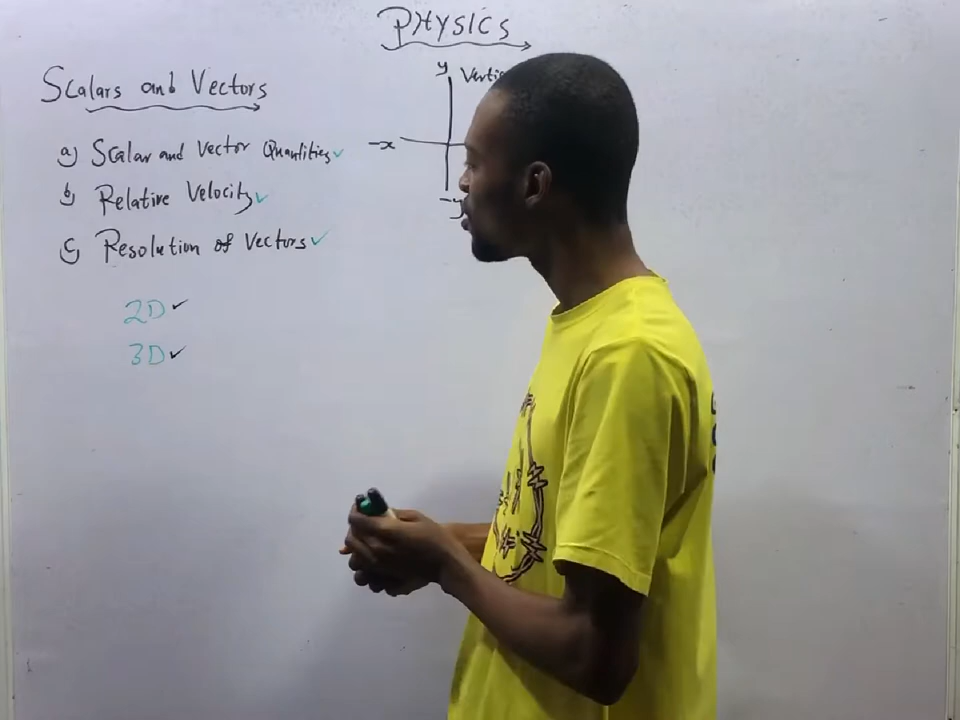 PHYSICS
Scalars and Vectors
a) Scalar and Vector Quantities
b) Relative Velocity
c) Resolution of Vectors
2D
3D
y
-x
-y